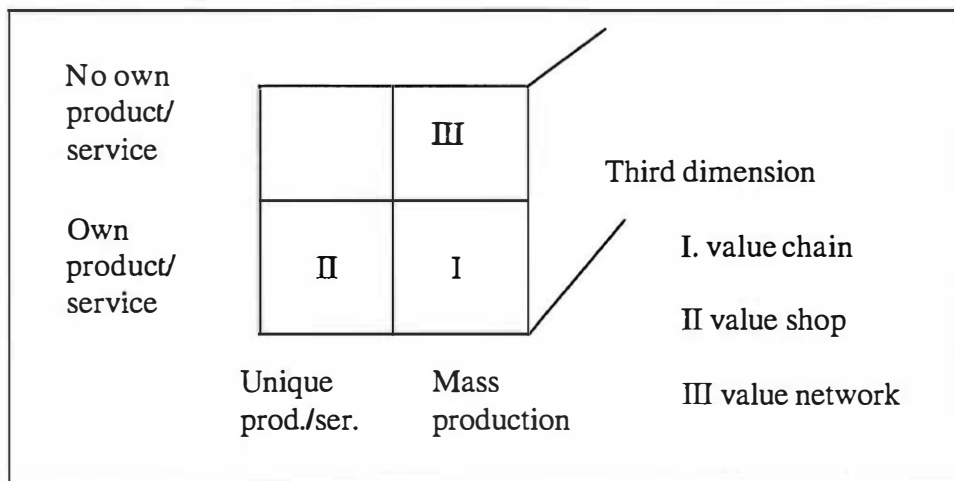 No own
product/
service
III
Third dimension
Own
product/
service
II
I
I. value chain
II value shop
III value network
Unique
prod./ser.
Mass
production